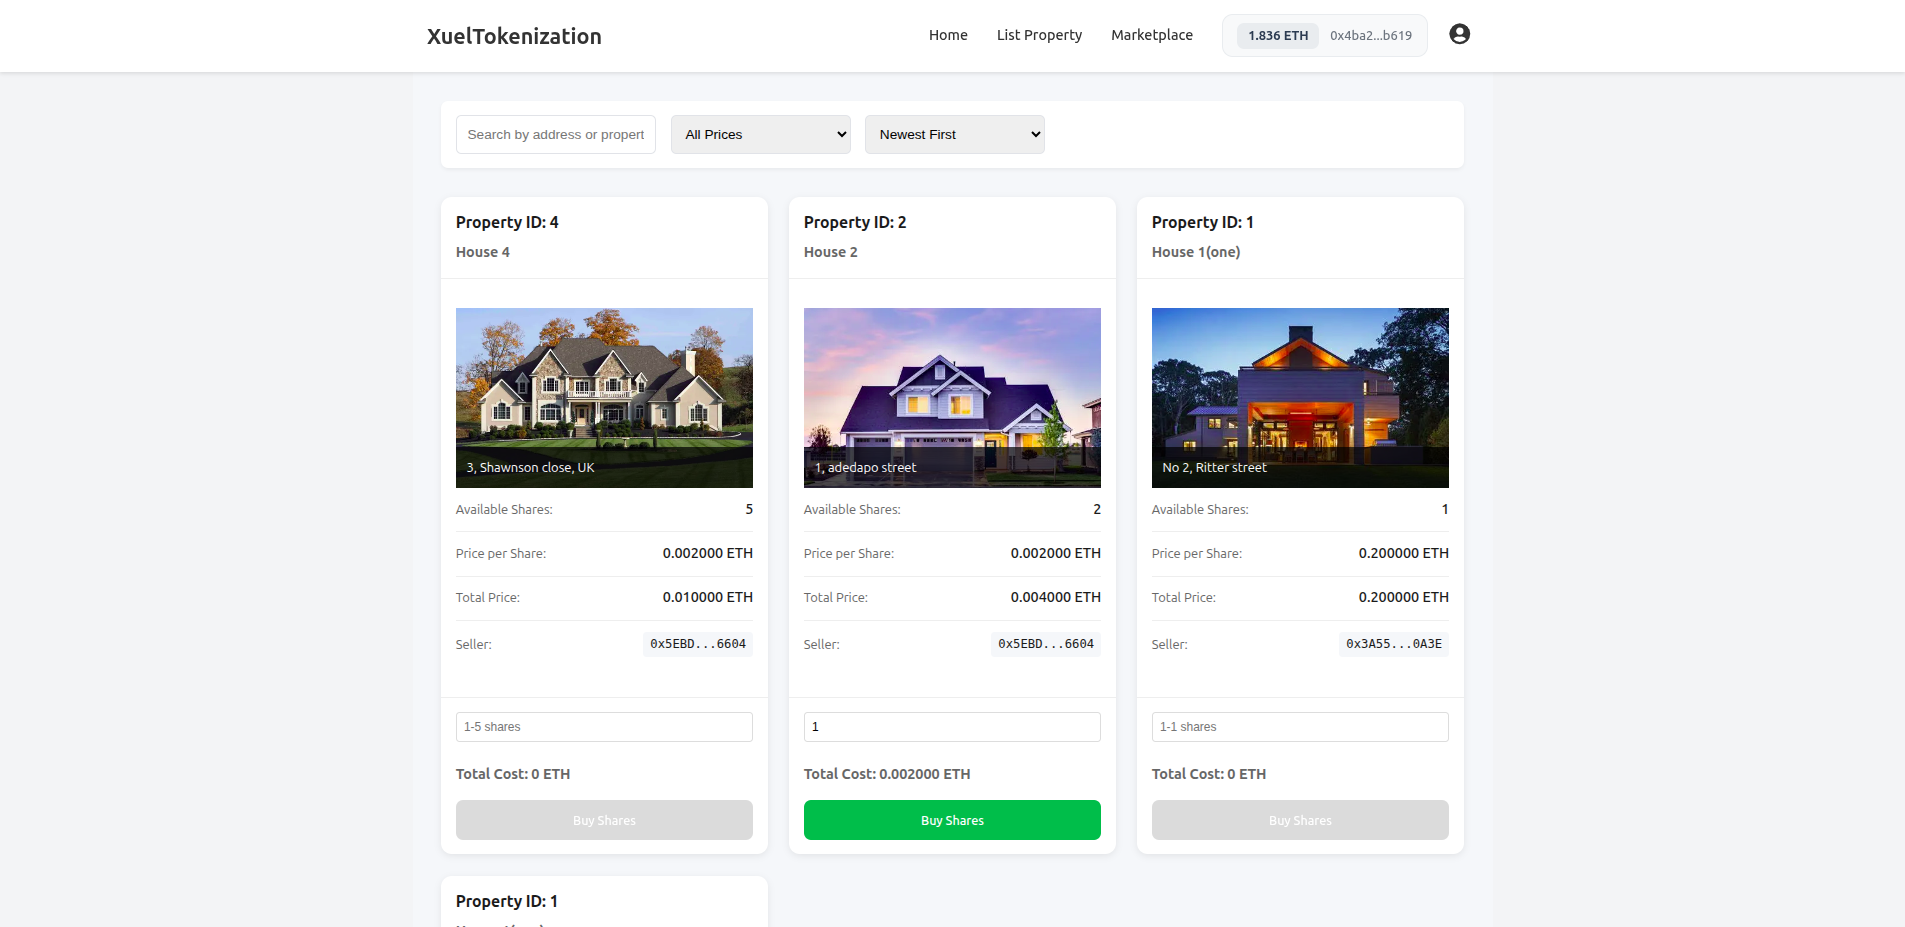 XuelTokenization
Home
List Property
Marketplace
1.836 ETH
0x4ba2...b619
Search by address or propert
All Prices
Newest First
Property ID: 4
House 4
3, Shawnson close, UK
Available Shares: 5
Price per Share: 0.002000 ETH
Total Price: 0.010000 ETH
Seller: 0x5EBD...6604
1-5 shares
Total Cost: 0 ETH
Buy Shares
Property ID: 2
House 2
1, adedapo street
Available Shares: 2
Price per Share: 0.002000 ETH
Total Price: 0.004000 ETH
Seller: 0x5EBD...6604
1
Total Cost: 0.002000 ETH
Buy Shares
Property ID: 1
House 1(one)
No 2, Ritter street
Available Shares: 1
Price per Share: 0.200000 ETH
Total Price: 0.200000 ETH
Seller: 0x3A55...0A3E
1-1 shares
Total Cost: 0 ETH
Buy Shares
Property ID: 1